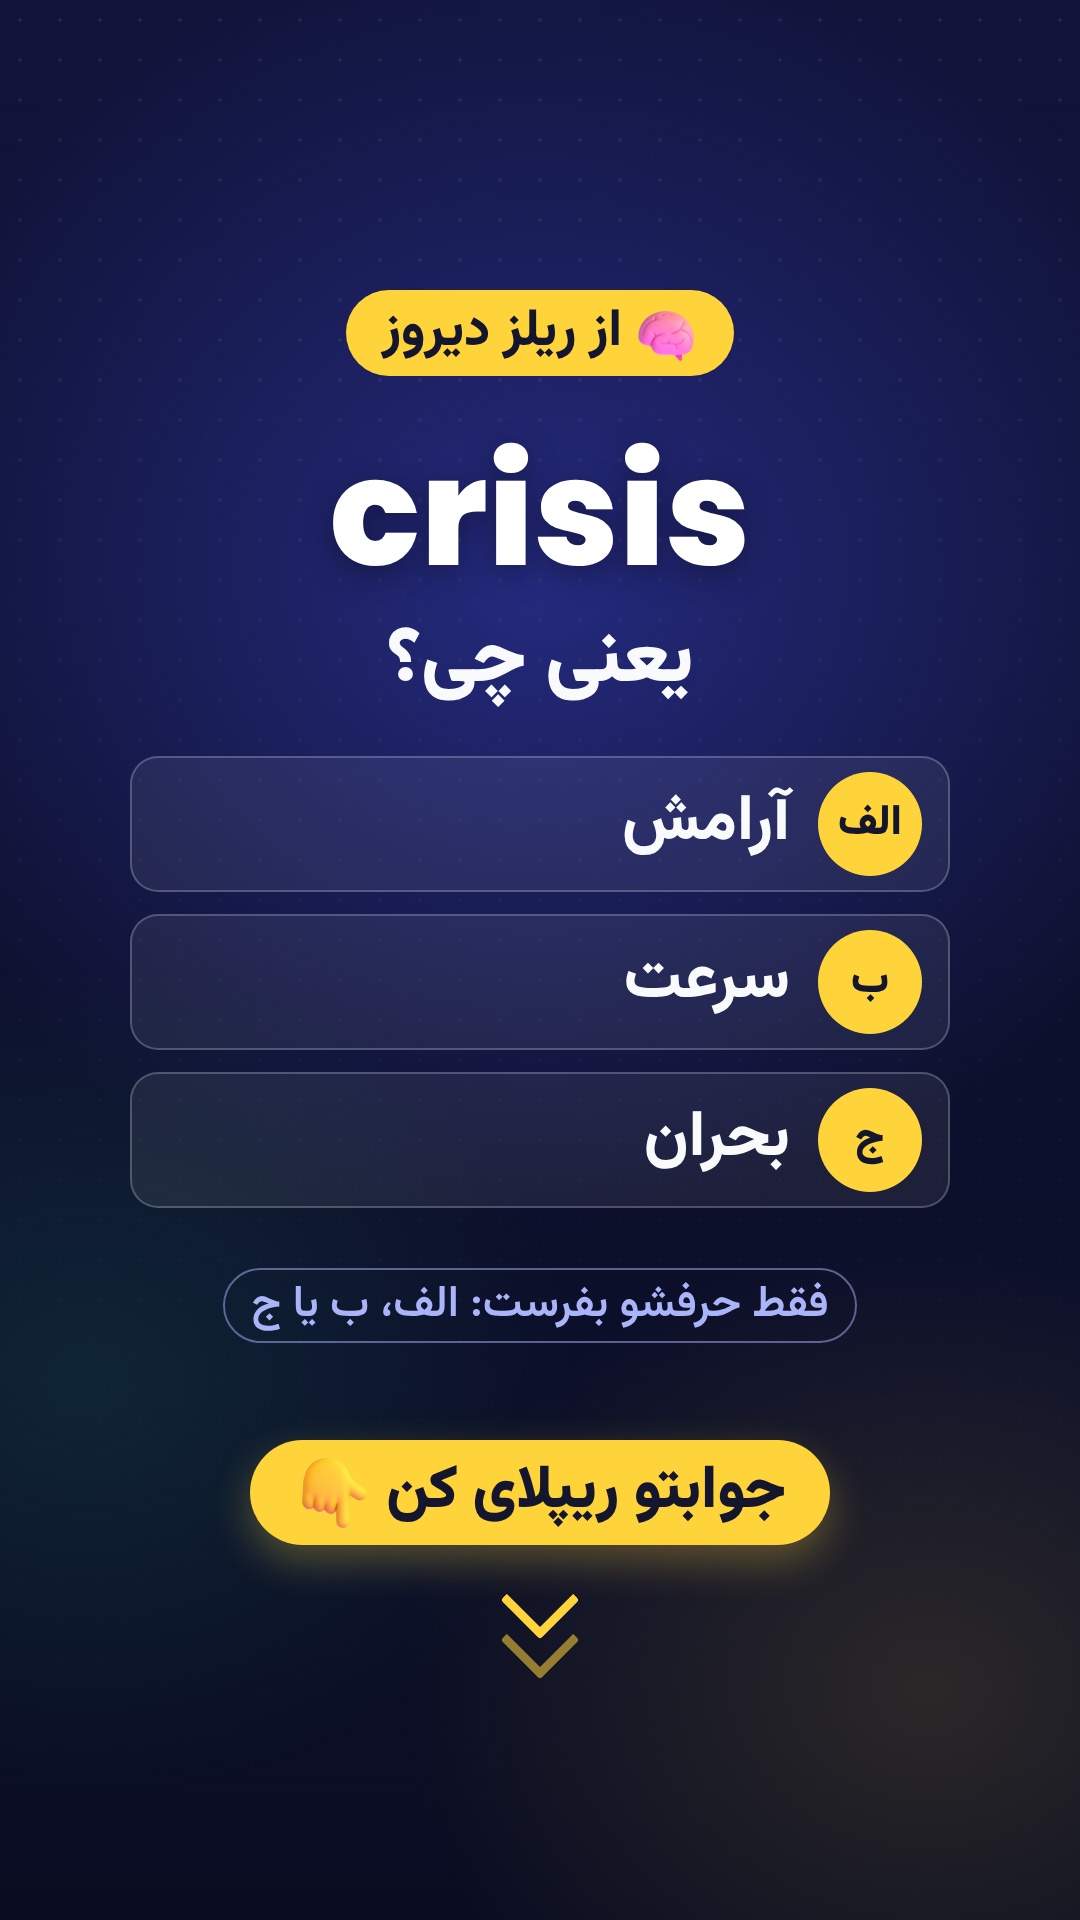 🧠 از ریلز دیروز
crisis
یعنی چی؟
الف آرامش
ب سرعت
ج بحران
فقط حرفشو بفرست: الف، ب یا ج
جوابتو ریپلای کن 👇